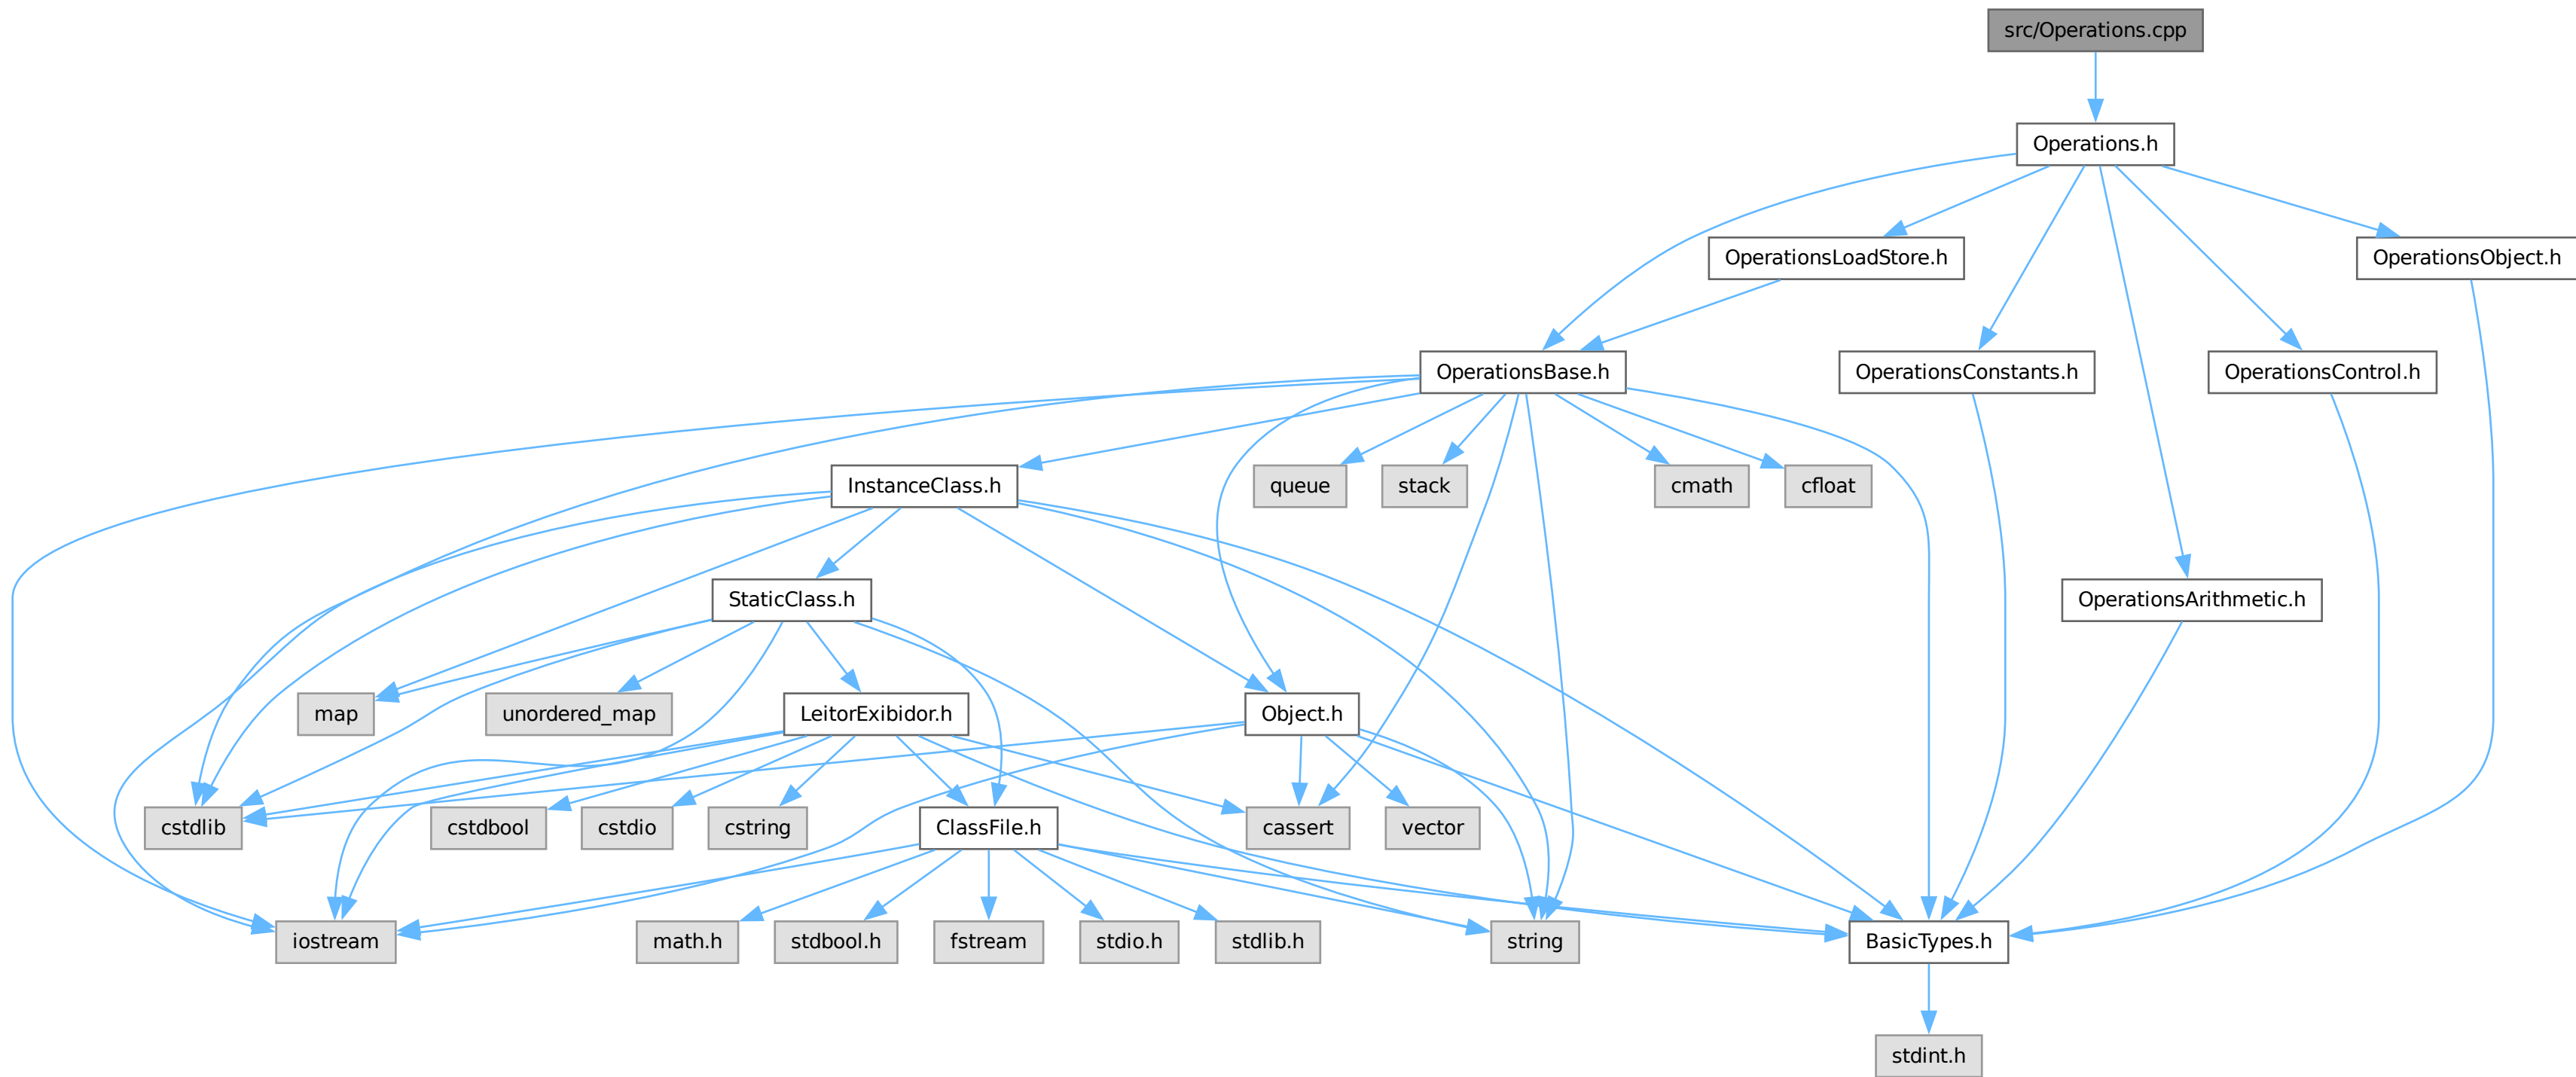 src/Operations.cpp
Operations.h
OperationsLoadStore.h
OperationsObject.h
OperationsBase.h
OperationsConstants.h
OperationsControl.h
InstanceClass.h
queue
stack
cmath
cfloat
StaticClass.h
OperationsArithmetic.h
map
unordered_map
LeitorExibidor.h
Object.h
cstdlib
cstdbool
cstdio
cstring
ClassFile.h
cassert
vector
iostream
math.h
stdbool.h
fstream
stdio.h
stdlib.h
string
BasicTypes.h
stdint.h